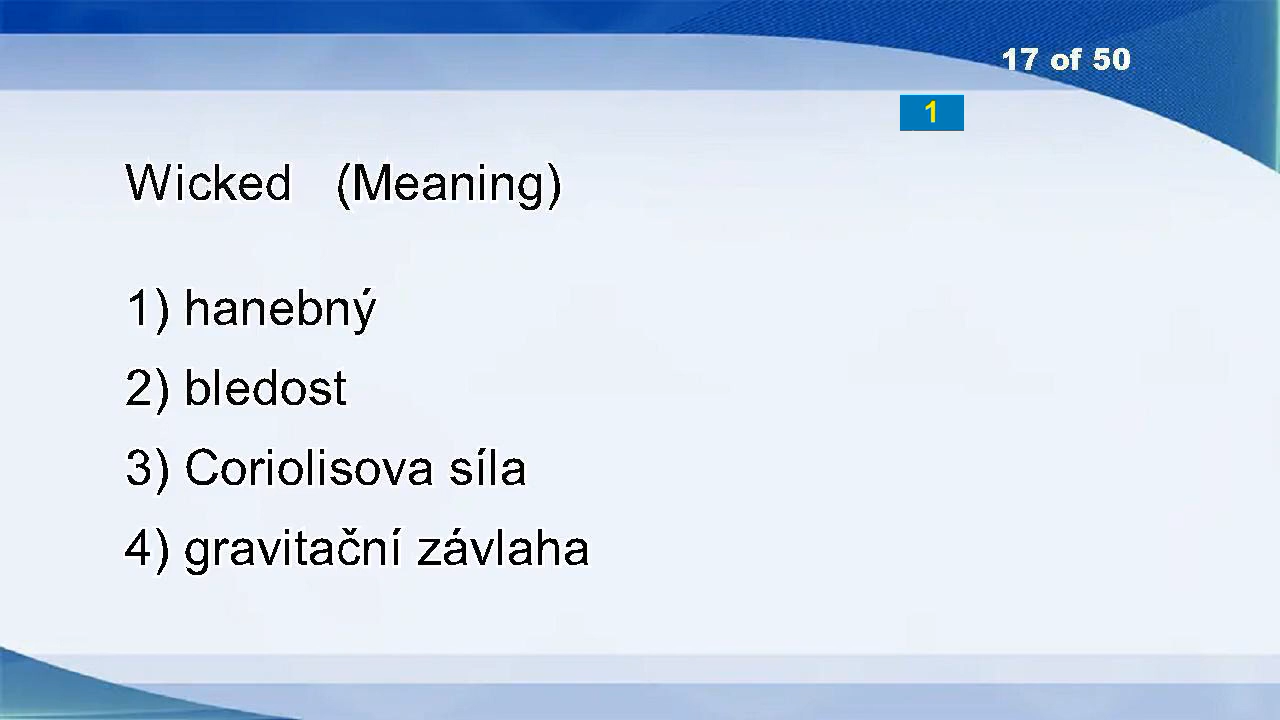 17 of 50
1
Wicked (Meaning)
1) hanebný
2) bledost
3) Coriolisova síla
4) gravitační závlaha